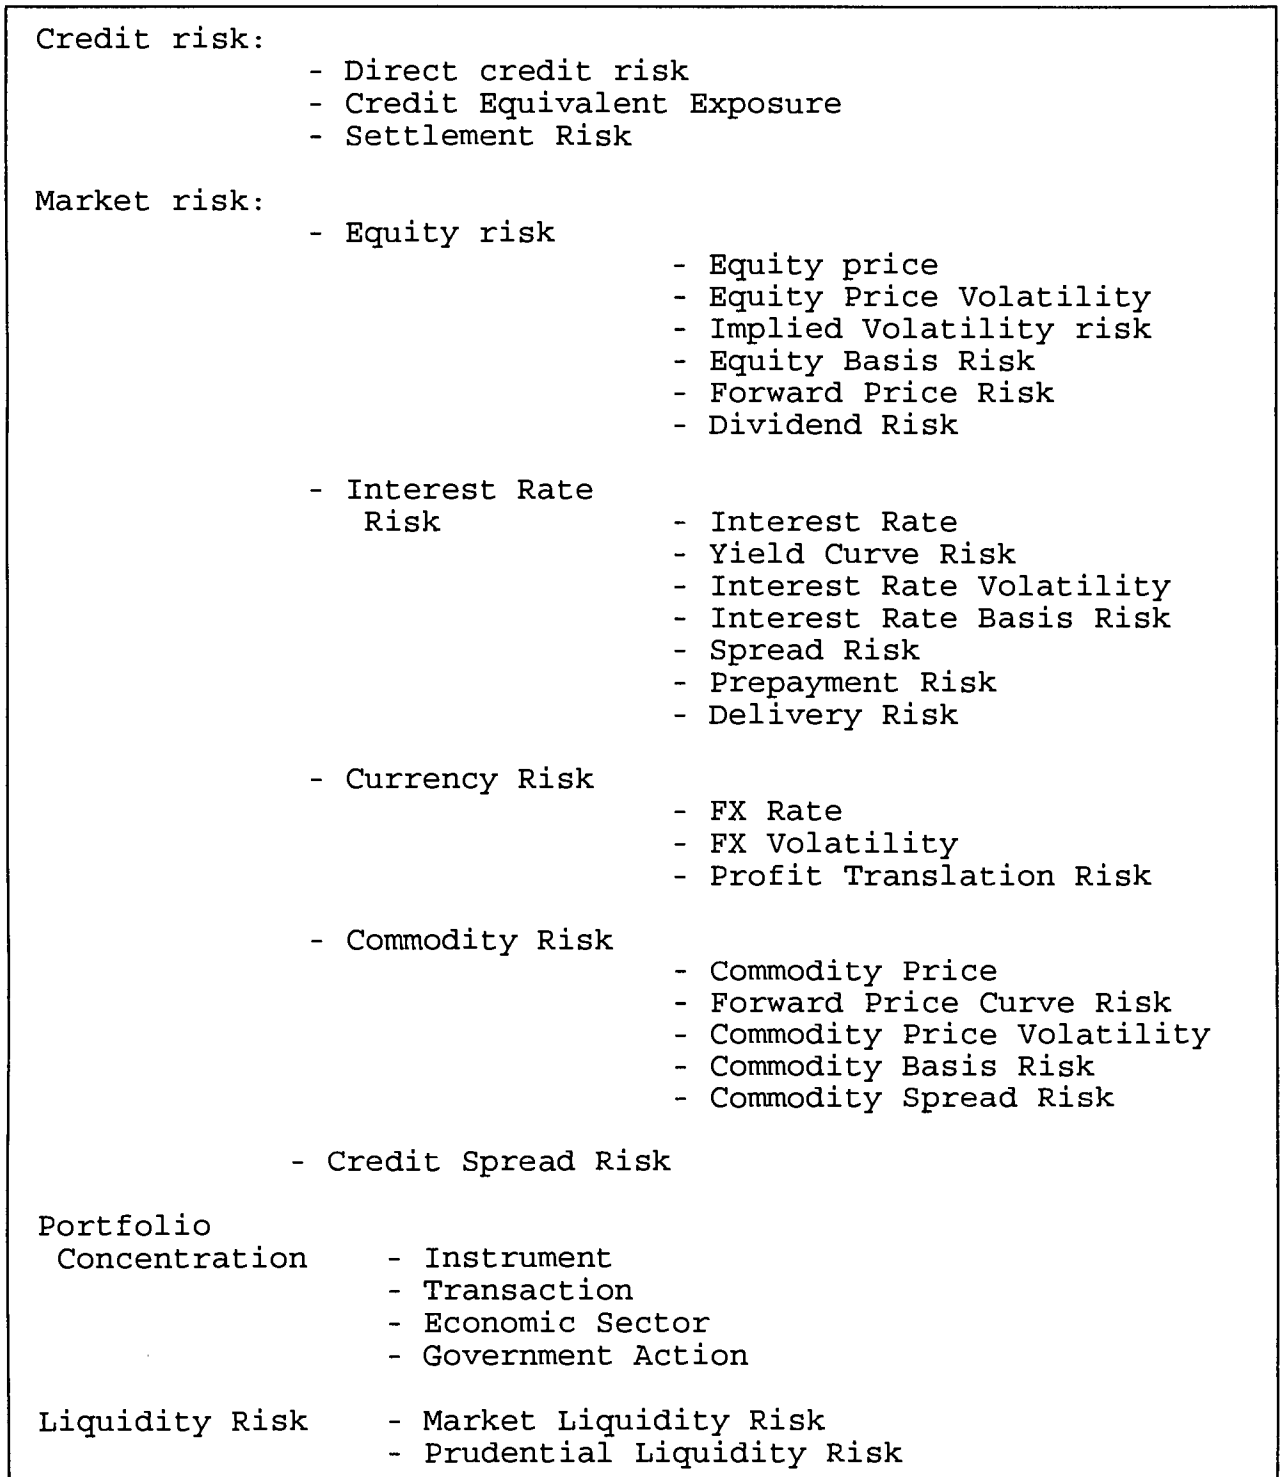 Credit risk:
- Direct credit risk
- Credit Equivalent Exposure
- Settlement Risk
Market risk:
- Equity risk
- Equity price
- Equity Price Volatility
- Implied Volatility risk
- Equity Basis Risk
- Forward Price Risk
- Dividend Risk
- Interest Rate
Risk - Interest Rate
- Yield Curve Risk
- Interest Rate Volatility
- Interest Rate Basis Risk
- Spread Risk
- Prepayment Risk
- Delivery Risk
- Currency Risk
- FX Rate
- FX Volatility
- Profit Translation Risk
- Commodity Risk
- Commodity Price
- Forward Price Curve Risk
- Commodity Price Volatility
- Commodity Basis Risk
- Commodity Spread Risk
- Credit Spread Risk
Portfolio
Concentration - Instrument
- Transaction
- Economic Sector
- Government Action
Liquidity Risk - Market Liquidity Risk
- Prudential Liquidity Risk